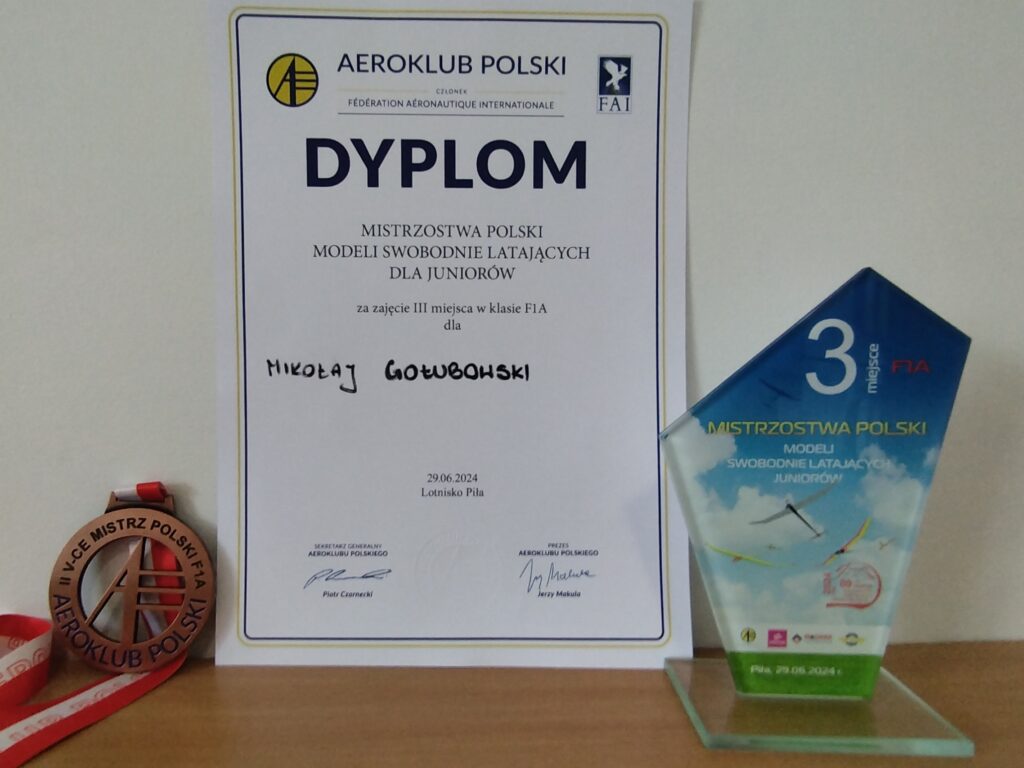 AEROKLUB POLSKI
CZŁONEK
FÉDÉRATION AÉRONAUTIQUE INTERNATIONALE
FAI
DYPLOM
MISTRZOSTWA POLSKI
MODELI SWOBODNIE LATAJĄCYCH
DLA JUNIORÓW
za zajęcie III miejsca w klasie F1A
dla
MIKOŁAJ GOŁUBOWSKI
29.06.2024
Lotnisko Piła
SEKRETARZ GENERALNY
AEROKLUBU POLSKIEGO
Piotr Czarnecki
PREZES
AEROKLUBU POLSKIEGO
Jerzy Makula
II V-CE MISTRZ POLSKI F1A
AEROKLUB POLSKI
3
miejsce
F1A
MISTRZOSTWA POLSKI
MODELI
SWOBODNIE LATAJĄCYCH
JUNIORÓW
Piła, 29.06.2024 r.